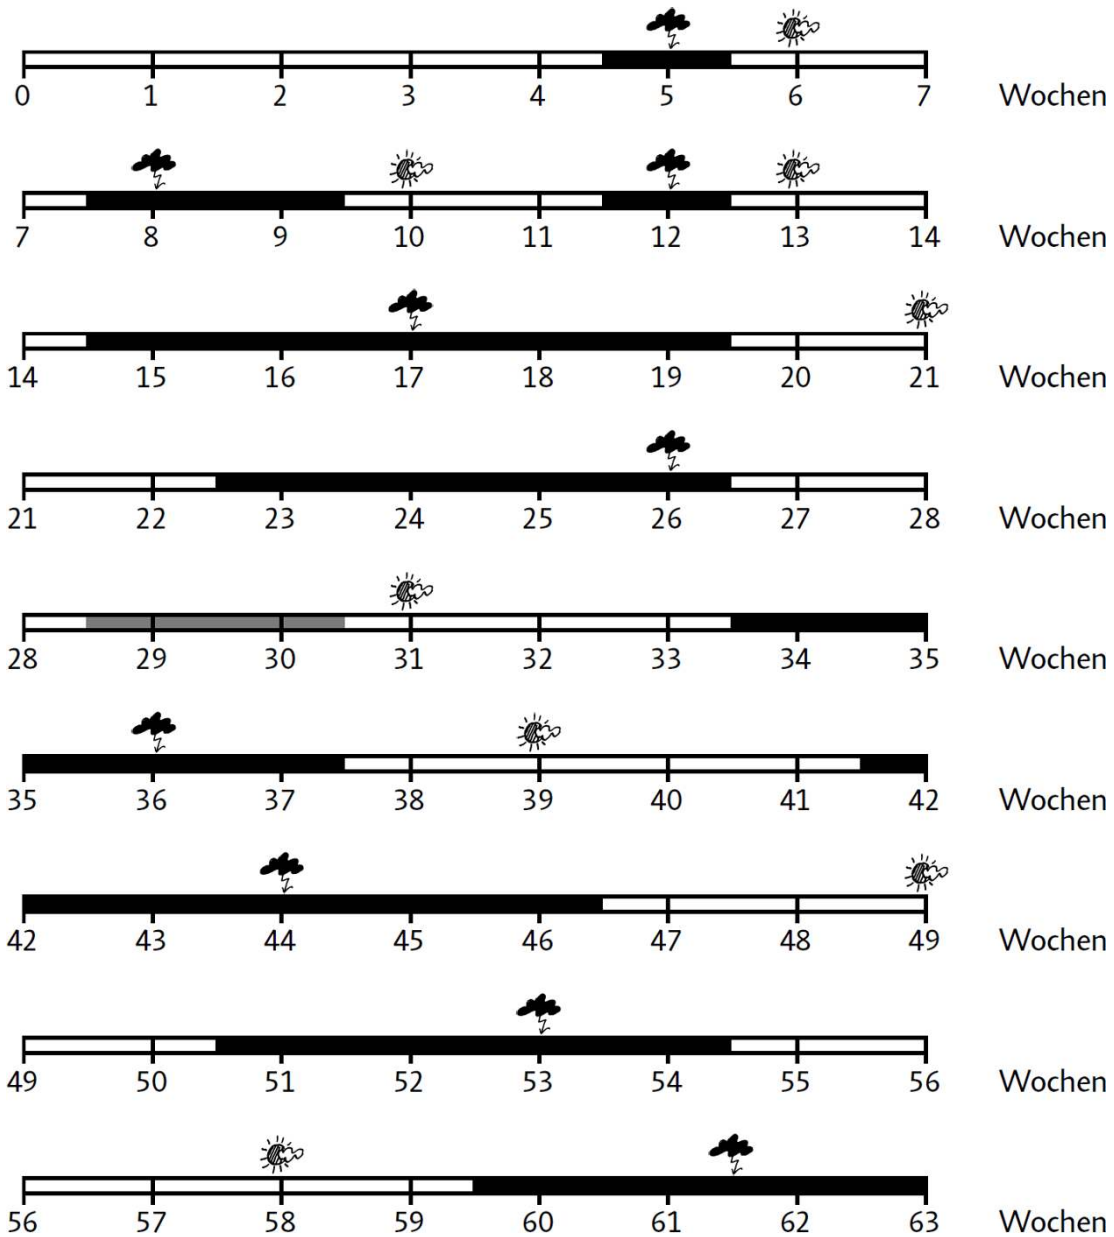 0 1 2 3 4 5 6 7 Wochen
7 8 9 10 11 12 13 14 Wochen
14 15 16 17 18 19 20 21 Wochen
21 22 23 24 25 26 27 28 Wochen
28 29 30 31 32 33 34 35 Wochen
35 36 37 38 39 40 41 42 Wochen
42 43 44 45 46 47 48 49 Wochen
49 50 51 52 53 54 55 56 Wochen
56 57 58 59 60 61 62 63 Wochen